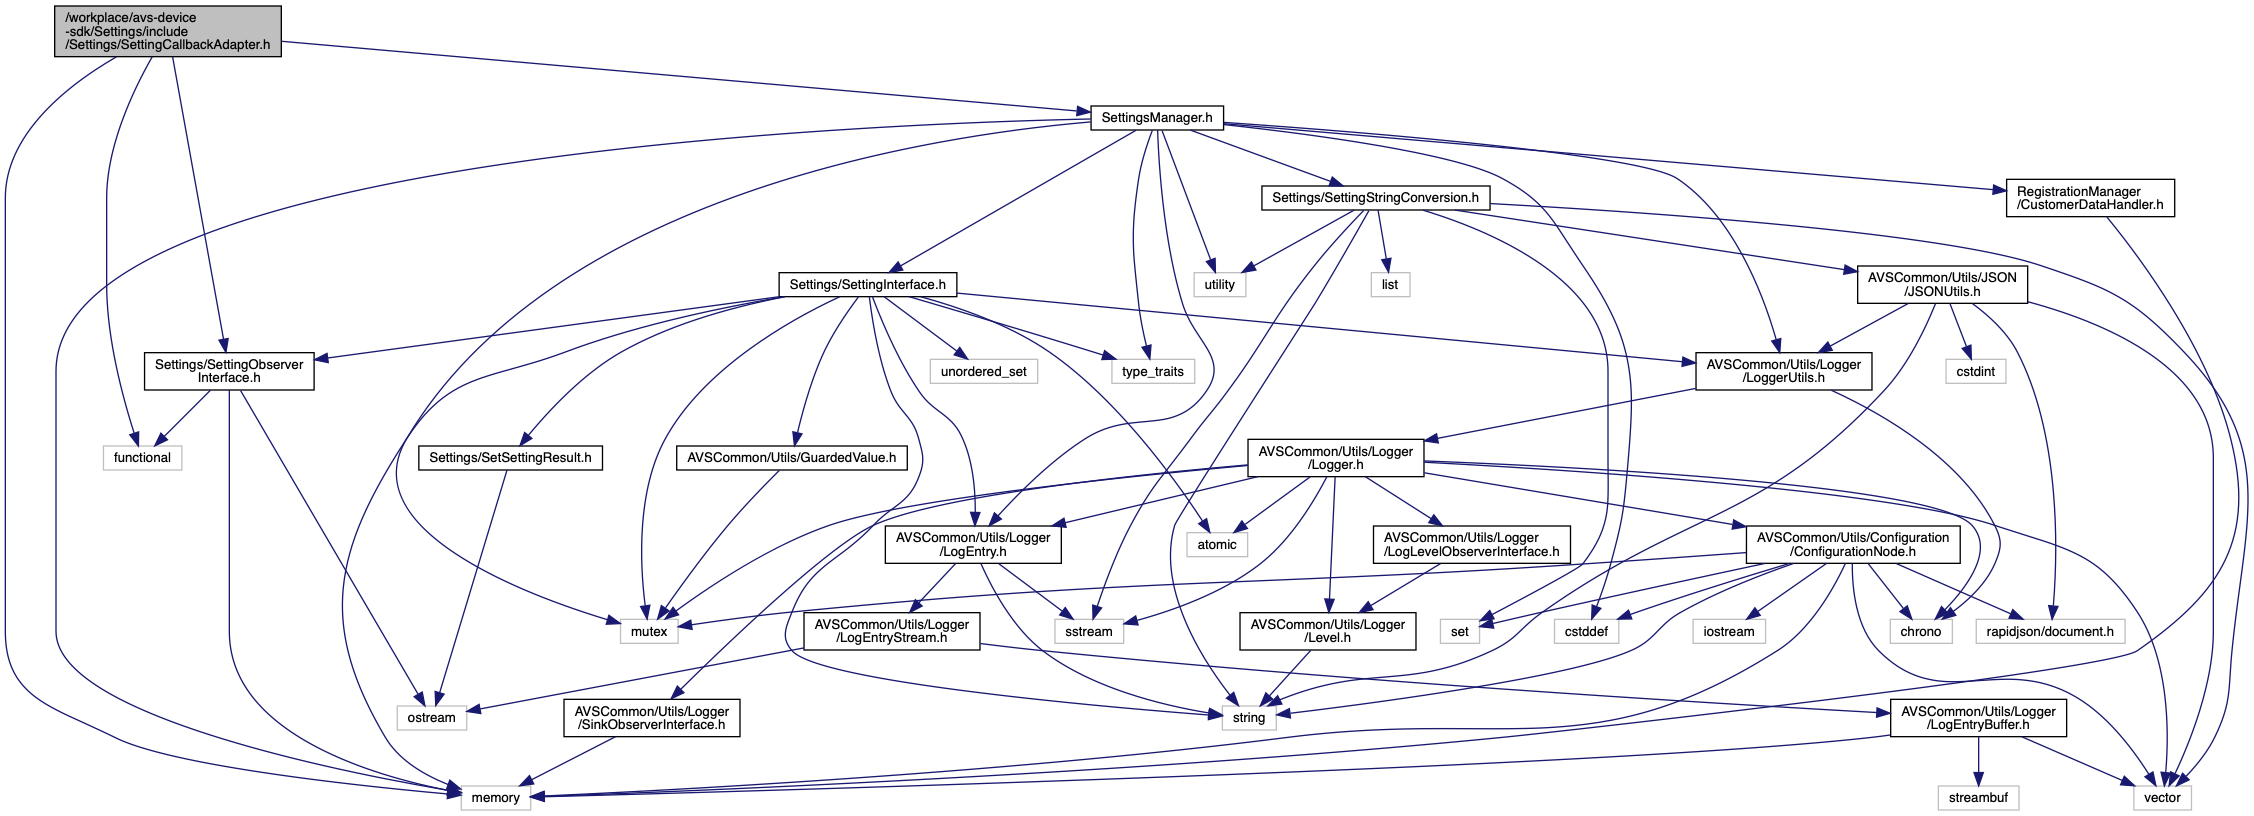 /workplace/avs-device
-sdk/Settings/include
/Settings/SettingCallbackAdapter.h
SettingsManager.h
RegistrationManager
/CustomerDataHandler.h
Settings/SettingStringConversion.h
Settings/SettingInterface.h
utility
list
AVSCommon/Utils/JSON
/JSONUtils.h
Settings/SettingObserver
Interface.h
unordered_set
type_traits
AVSCommon/Utils/Logger
/LoggerUtils.h
cstdint
functional
Settings/SetSettingResult.h
AVSCommon/Utils/GuardedValue.h
AVSCommon/Utils/Logger
/Logger.h
AVSCommon/Utils/Logger
/LogEntry.h
atomic
AVSCommon/Utils/Logger
/LogLevelObserverInterface.h
AVSCommon/Utils/Configuration
/ConfigurationNode.h
mutex
AVSCommon/Utils/Logger
/LogEntryStream.h
sstream
AVSCommon/Utils/Logger
/Level.h
set
cstddef
iostream
chrono
rapidjson/document.h
ostream
AVSCommon/Utils/Logger
/SinkObserverInterface.h
string
AVSCommon/Utils/Logger
/LogEntryBuffer.h
memory
streambuf
vector